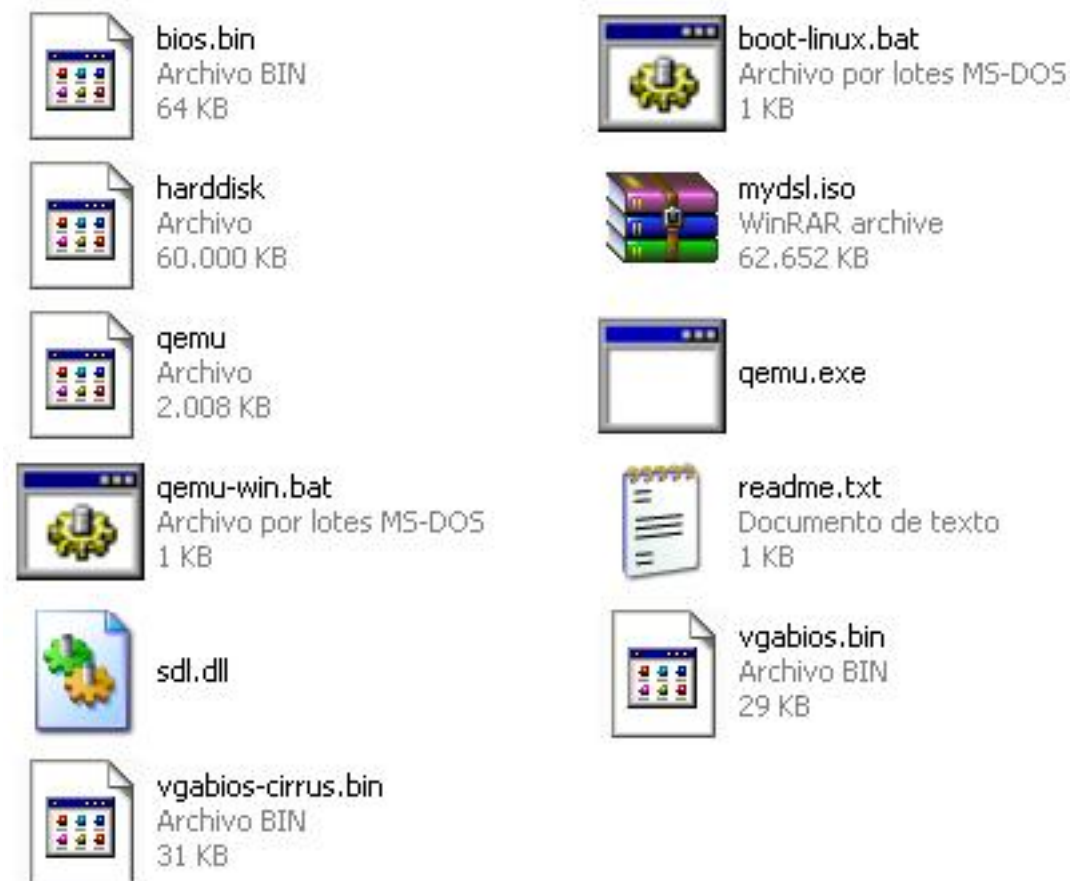 bios.bin
Archivo BIN
64 KB
boot-linux.bat
Archivo por lotes MS-DOS
1 KB
harddisk
Archivo
60.000 KB
mydsl.iso
WinRAR archive
62.652 KB
qemu
Archivo
2.008 KB
qemu.exe
qemu-win.bat
Archivo por lotes MS-DOS
1 KB
readme.txt
Documento de texto
1 KB
sdl.dll
vgabios.bin
Archivo BIN
29 KB
vgabios-cirrus.bin
Archivo BIN
31 KB